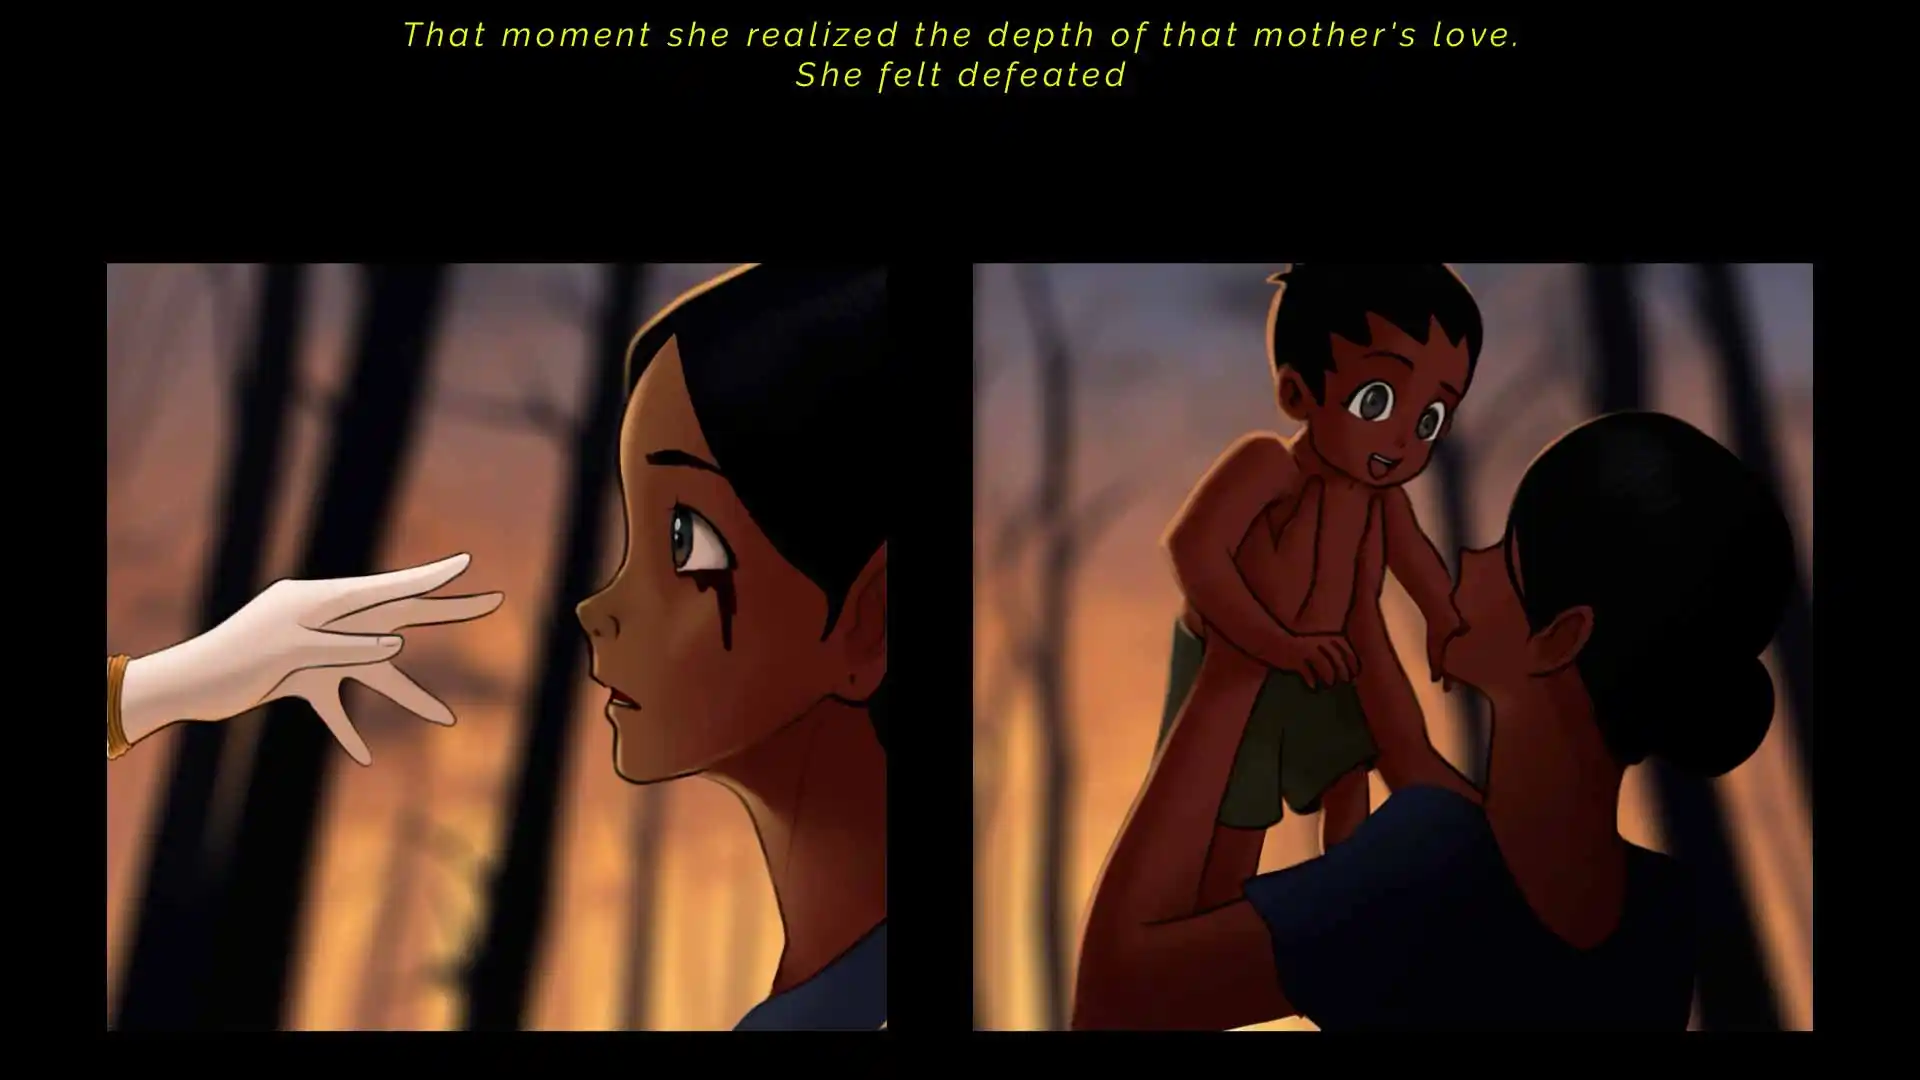 That moment she realized the depth of that mother's love.
She felt defeated